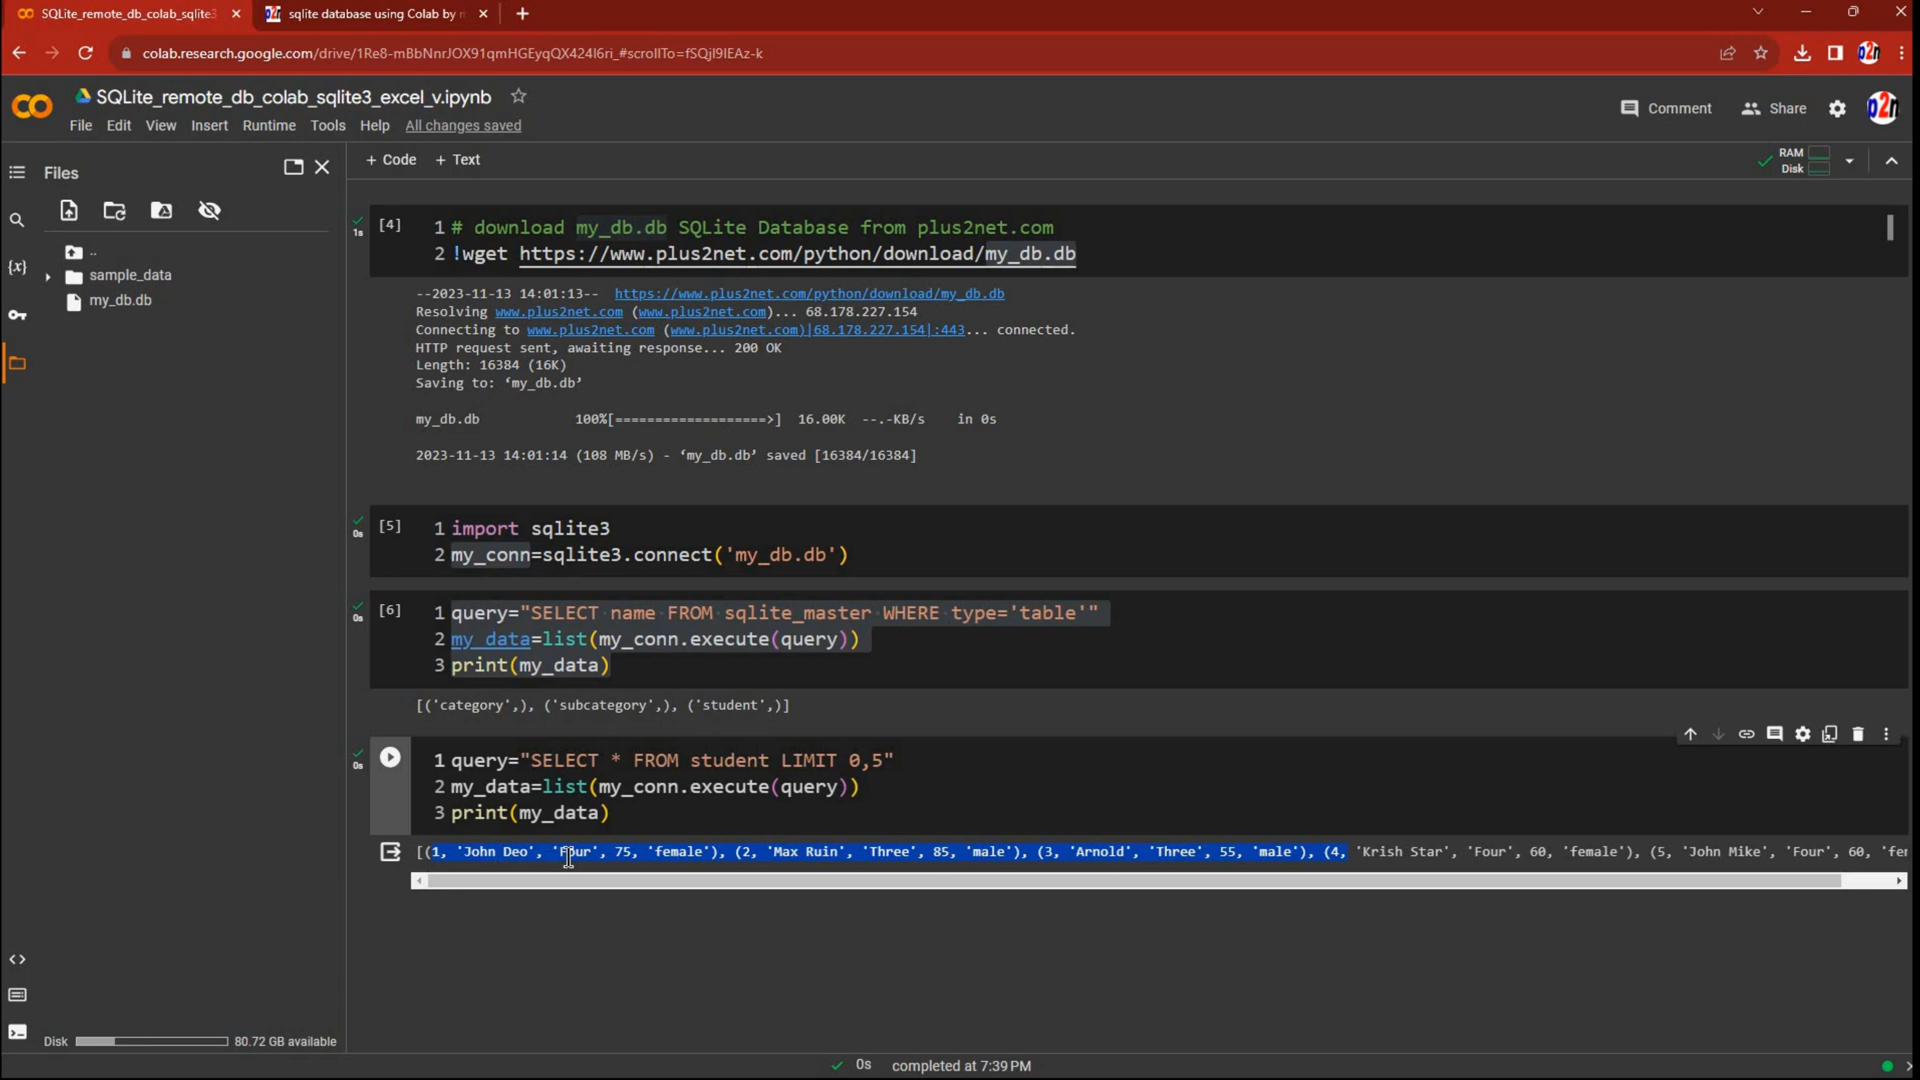 SQLite_remote_db_colab_sqlite3
sqlite database using Colab by
colab.research.google.com/drive/1Re8-mBbNnrJOX91qmHGEyqQX424l6ri_#scrollTo=fSQjl9lEAz-k
SQLite_remote_db_colab_sqlite3_excel_v.ipynb
Comment
Share
File Edit View Insert Runtime Tools Help All changes saved
Files
+ Code + Text
RAM
Disk
..
sample_data
my_db.db
1s
[4]
1 # download my_db.db SQLite Database from plus2net.com
2 !wget https://www.plus2net.com/python/download/my_db.db
--2023-11-13 14:01:13-- https://www.plus2net.com/python/download/my_db.db
Resolving www.plus2net.com (www.plus2net.com)... 68.178.227.154
Connecting to www.plus2net.com (www.plus2net.com)|68.178.227.154|:443... connected.
HTTP request sent, awaiting response... 200 OK
Length: 16384 (16K)
Saving to: ‘my_db.db’
my_db.db 100%[===================>] 16.00K --.-KB/s in 0s
2023-11-13 14:01:14 (108 MB/s) - ‘my_db.db’ saved [16384/16384]
0s
[5]
1 import sqlite3
2 my_conn=sqlite3.connect('my_db.db')
0s
[6]
1 query="SELECT name FROM sqlite_master WHERE type='table'"
2 my_data=list(my_conn.execute(query))
3 print(my_data)
[('category',), ('subcategory',), ('student',)]
0s
1 query="SELECT * FROM student LIMIT 0,5"
2 my_data=list(my_conn.execute(query))
3 print(my_data)
[(1, 'John Deo', 'Four', 75, 'female'), (2, 'Max Ruin', 'Three', 85, 'male'), (3, 'Arnold', 'Three', 55, 'male'), (4, 'Krish Star', 'Four', 60, 'female'), (5, 'John Mike', 'Four', 60, 'fem
Disk 80.72 GB available
0s completed at 7:39 PM